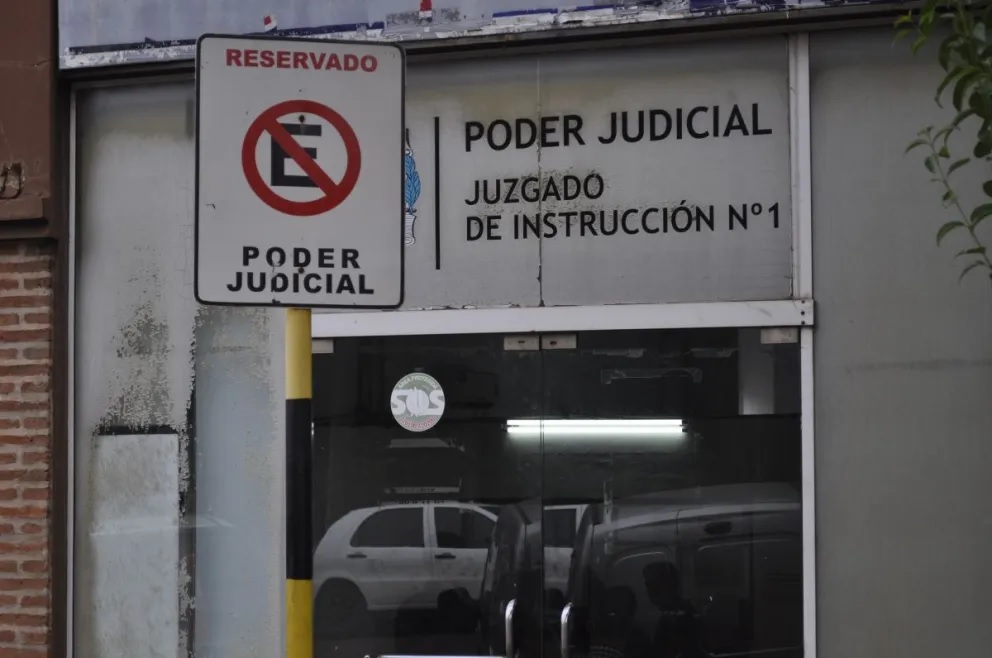 RESERVADO
E
PODER
JUDICIAL
PODER JUDICIAL
JUZGADO
DE INSTRUCCIÓN Nº1
SOS